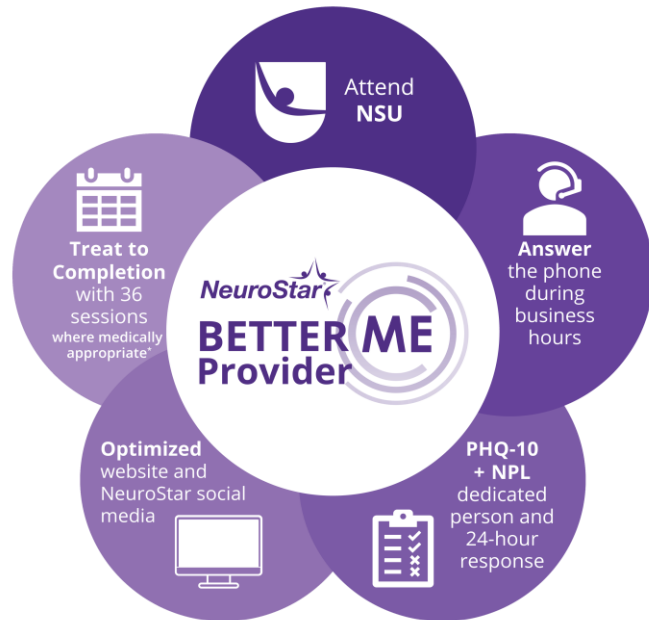 Attend
NSU
Answer
the phone
during
business
hours
PHQ-10
+ NPL
dedicated
person and
24-hour
response
Optimized
website and
NeuroStar social
media
Treat to
Completion
with 36
sessions
where medically
appropriate*
NeuroStar
BETTER ME
Provider